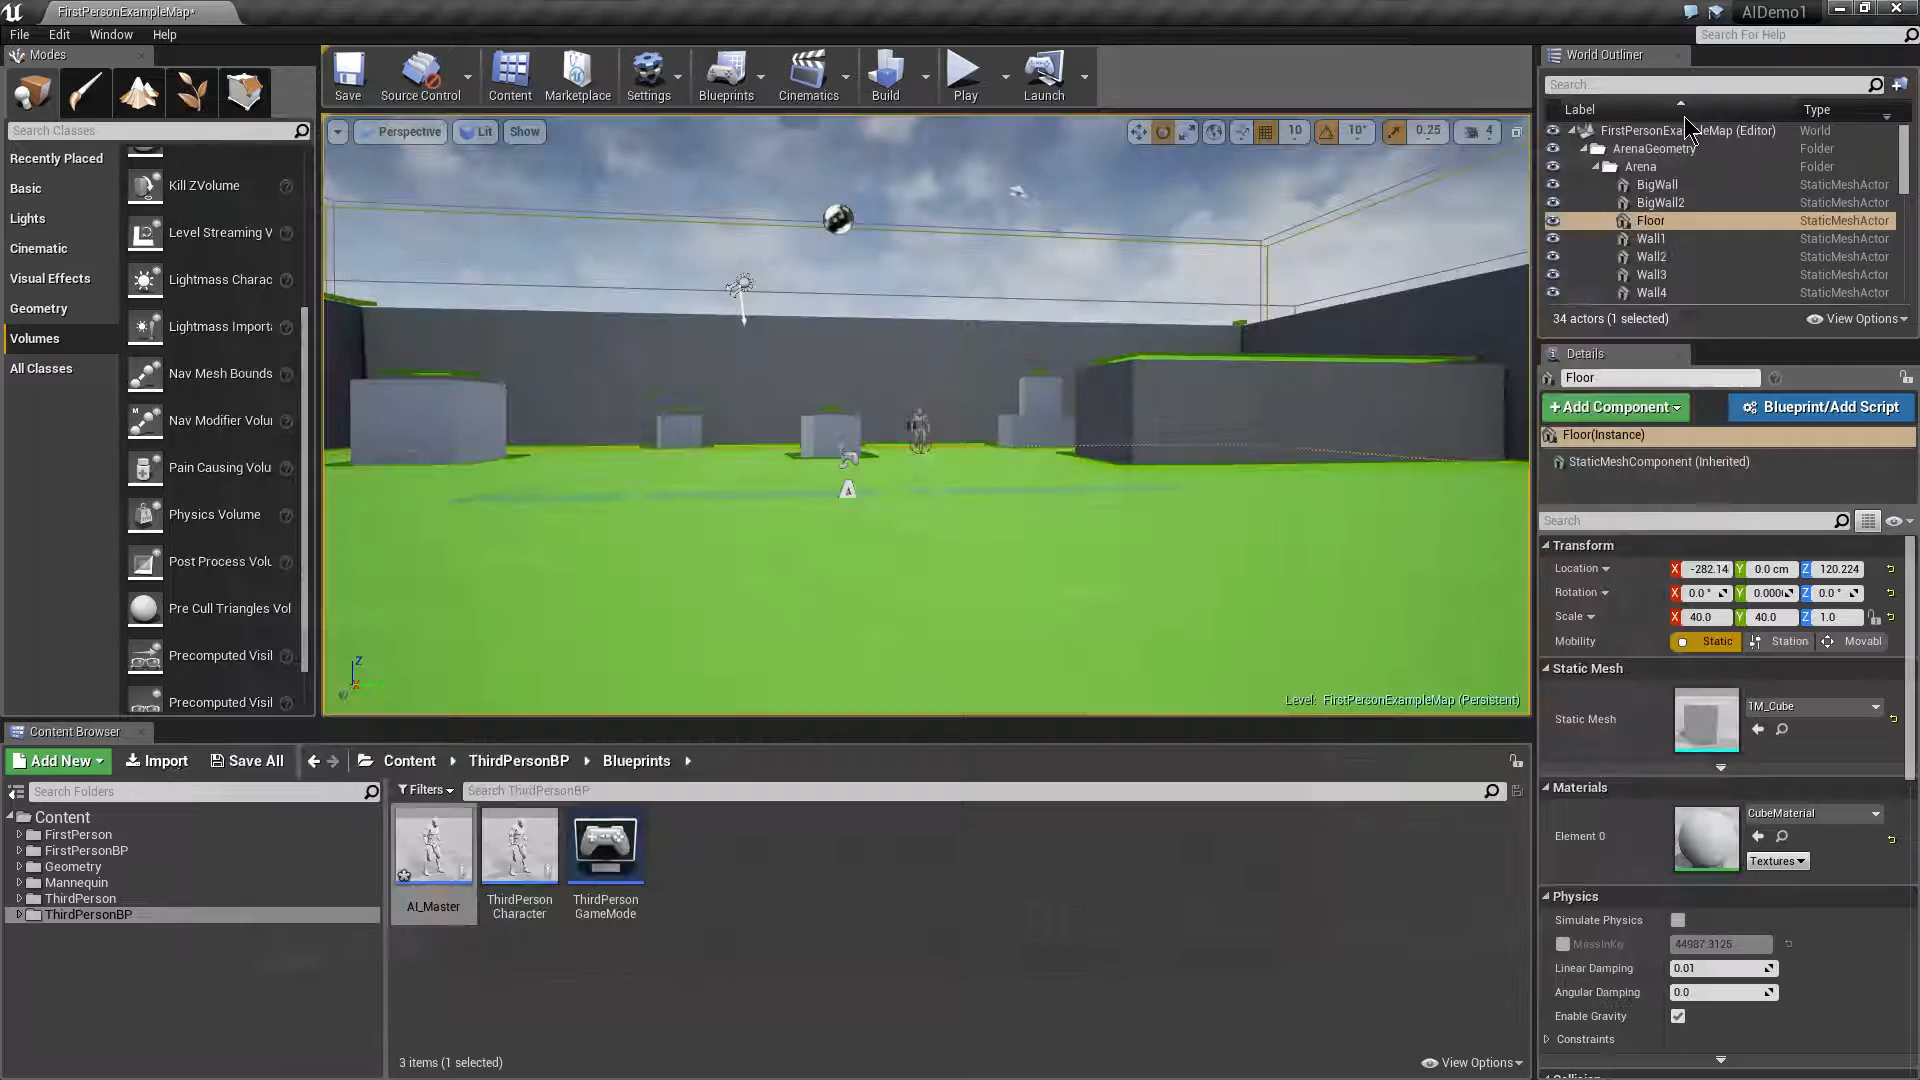 FirstPersonExampleMap*
AIDemo1
File Edit Window Help
Search For Help
Modes
Search Classes
Recently Placed
Basic
Lights
Cinematic
Visual Effects
Geometry
Volumes
All Classes
Kill ZVolume
Level Streaming V
Lightmass Charac
Lightmass Importa
Nav Mesh Bounds
Nav Modifier Volu
Pain Causing Volu
Physics Volume
Post Process Volu
Pre Cull Triangles Vol
Precomputed Visil
Precomputed Visil
Save Source Control Content Marketplace Settings Blueprints Cinematics Build Play Launch
Perspective Lit Show
10 10° 0.25 4
Level: FirstPersonExampleMap (Persistent)
World Outliner
Search...
Label Type
FirstPersonExampleMap (Editor) World
ArenaGeometry Folder
Arena Folder
BigWall StaticMeshActor
BigWall2 StaticMeshActor
Floor StaticMeshActor
Wall1 StaticMeshActor
Wall2 StaticMeshActor
Wall3 StaticMeshActor
Wall4 StaticMeshActor
34 actors (1 selected) View Options
Details
Floor
+Add Component Blueprint/Add Script
Floor(Instance)
StaticMeshComponent (Inherited)
Search
Transform
Location X -282.14 Y 0.0 cm Z 120.224
Rotation X 0.0 ° Y 0.000 Z 0.0 °
Scale X 40.0 Y 40.0 Z 1.0
Mobility Static Station Movabl
Static Mesh
Static Mesh 1M_Cube
Materials
Element 0 CubeMaterial
Textures
Physics
Simulate Physics
MassInKg 44987.3125
Linear Damping 0.01
Angular Damping 0.0
Enable Gravity
Constraints
Content Browser
Add New Import Save All Content ThirdPersonBP Blueprints
Search Folders
Filters Search ThirdPersonBP
Content
FirstPerson
FirstPersonBP
Geometry
Mannequin
ThirdPerson
ThirdPersonBP
AI_Master
ThirdPerson Character
ThirdPerson GameMode
3 items (1 selected) View Options